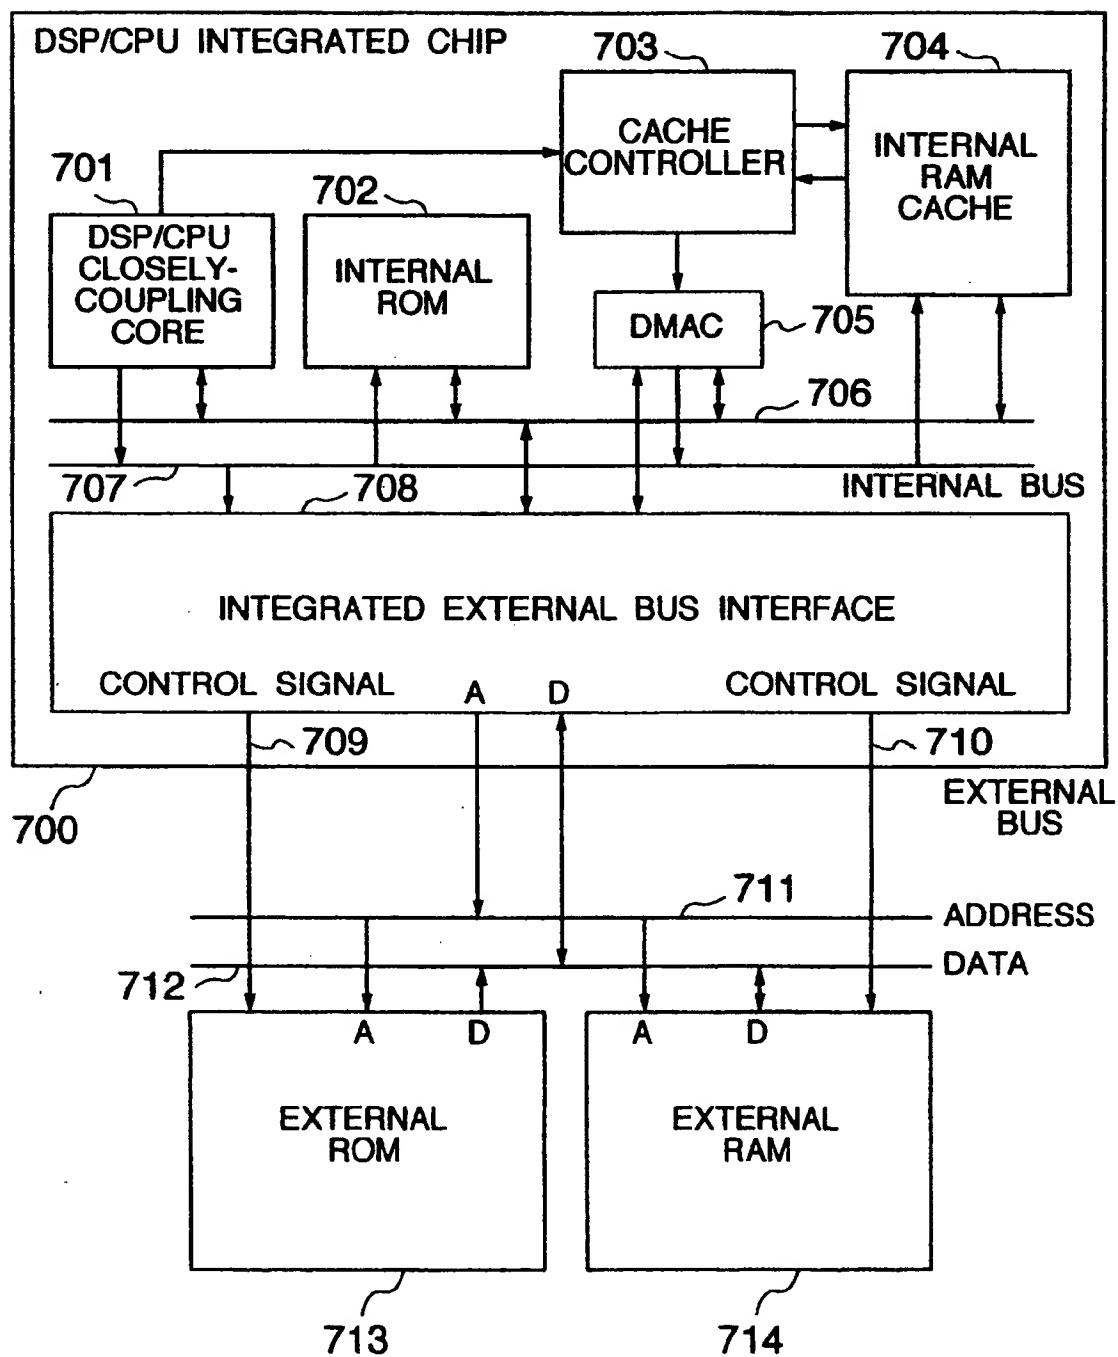 DSP/CPU INTEGRATED CHIP
703
704
CACHE
CONTROLLER
INTERNAL
RAM
CACHE
701
702
DSP/CPU
CLOSELY-
COUPLING
CORE
INTERNAL
ROM
DMAC
705
706
707
708
INTERNAL BUS
INTEGRATED EXTERNAL BUS INTERFACE
CONTROL SIGNAL
A
D
CONTROL SIGNAL
709
710
700
EXTERNAL
BUS
711
ADDRESS
712
DATA
A
D
A
D
EXTERNAL
ROM
EXTERNAL
RAM
713
714